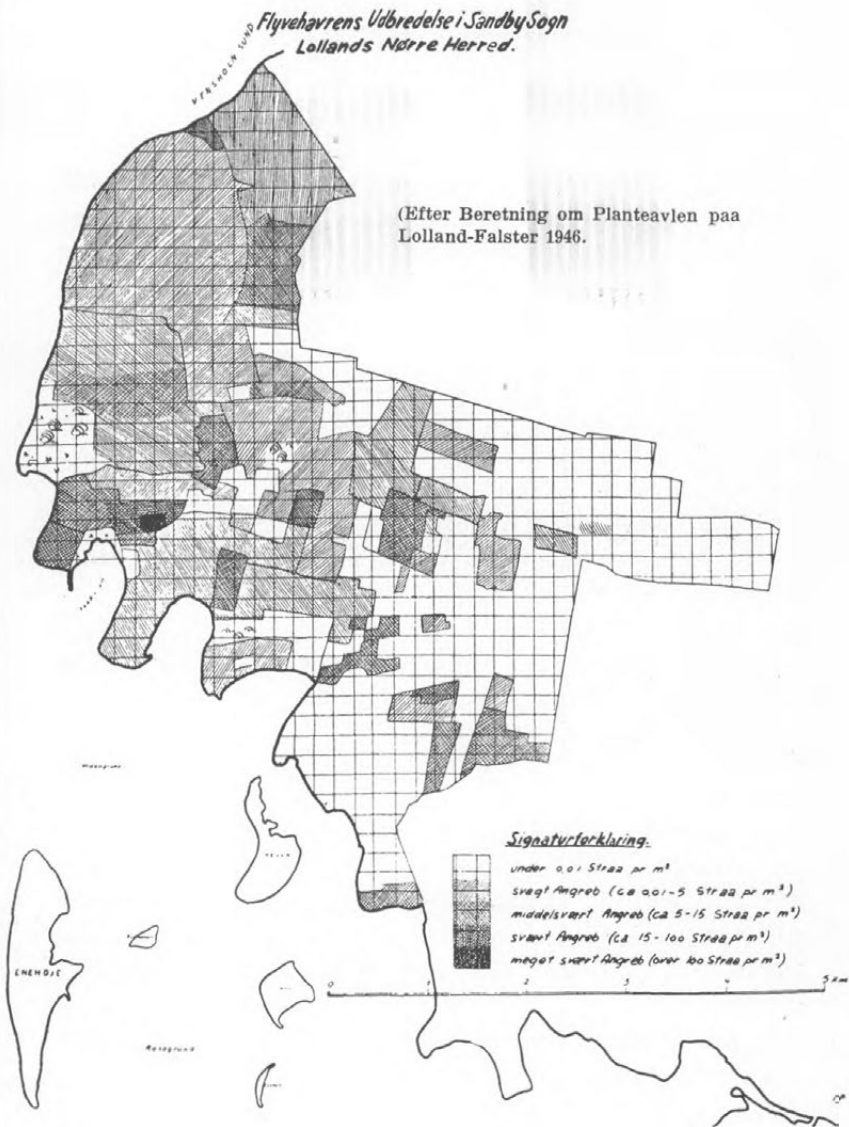 Flyvehavrens Udbredelse i Sandby Sogn
Lollands Nørre Herred.
(Efter Beretning om Planteavlen paa
Lolland-Falster 1946.
Signaturforklaring.
under 0,01 Straa pr m²
svagt Angreb (ca 0,01-5 Straa pr m²)
middelsvært Angreb (ca 5-15 Straa pr m²)
svært Angreb (ca 15-100 Straa pr m²)
meget svært Angreb (over 100 Straa pr m²)
0 1 2 3 4 5 Km
ENEHØJE